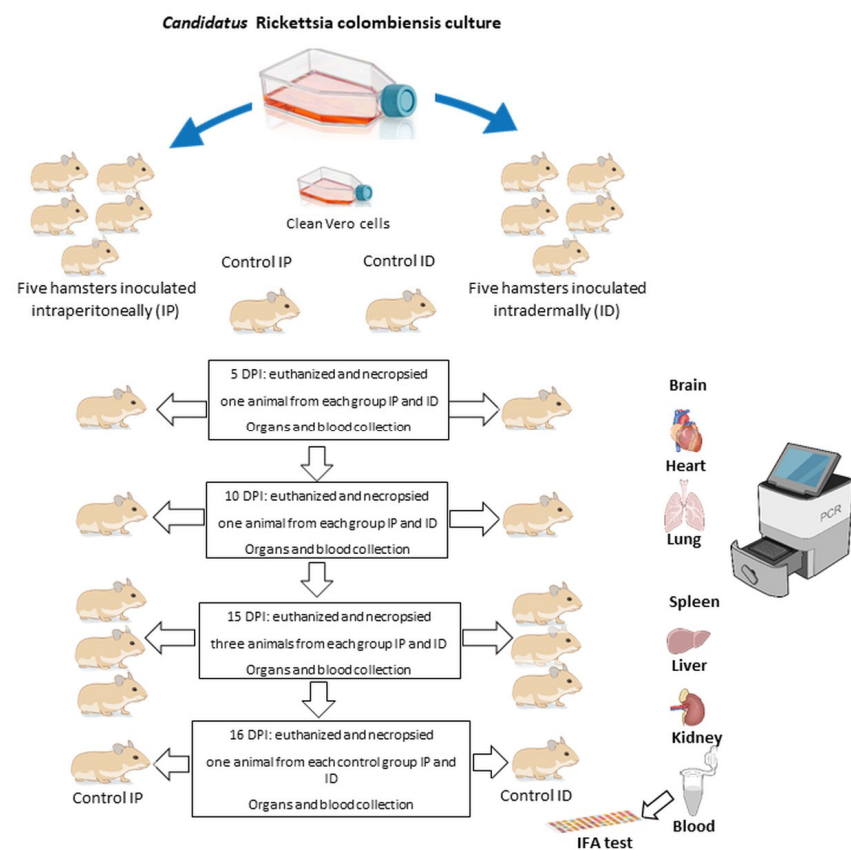 Candidatus Rickettsia colombiensis culture
Clean Vero cells
Control IP
Control ID
Five hamsters inoculated
intraperitoneally (IP)
Five hamsters inoculated
intradermally (ID)
5 DPI: euthanized and necropsied
one animal from each group IP and ID
Organs and blood collection
10 DPI: euthanized and necropsied
one animal from each group IP and ID
Organs and blood collection
15 DPI: euthanized and necropsied
three animals from each group IP and ID
Organs and blood collection
16 DPI: euthanized and necropsied
one animal from each control group IP and
ID
Organs and blood collection
Control IP
Control ID
Brain
Heart
Lung
PCR
Spleen
Liver
Kidney
Blood
IFA test